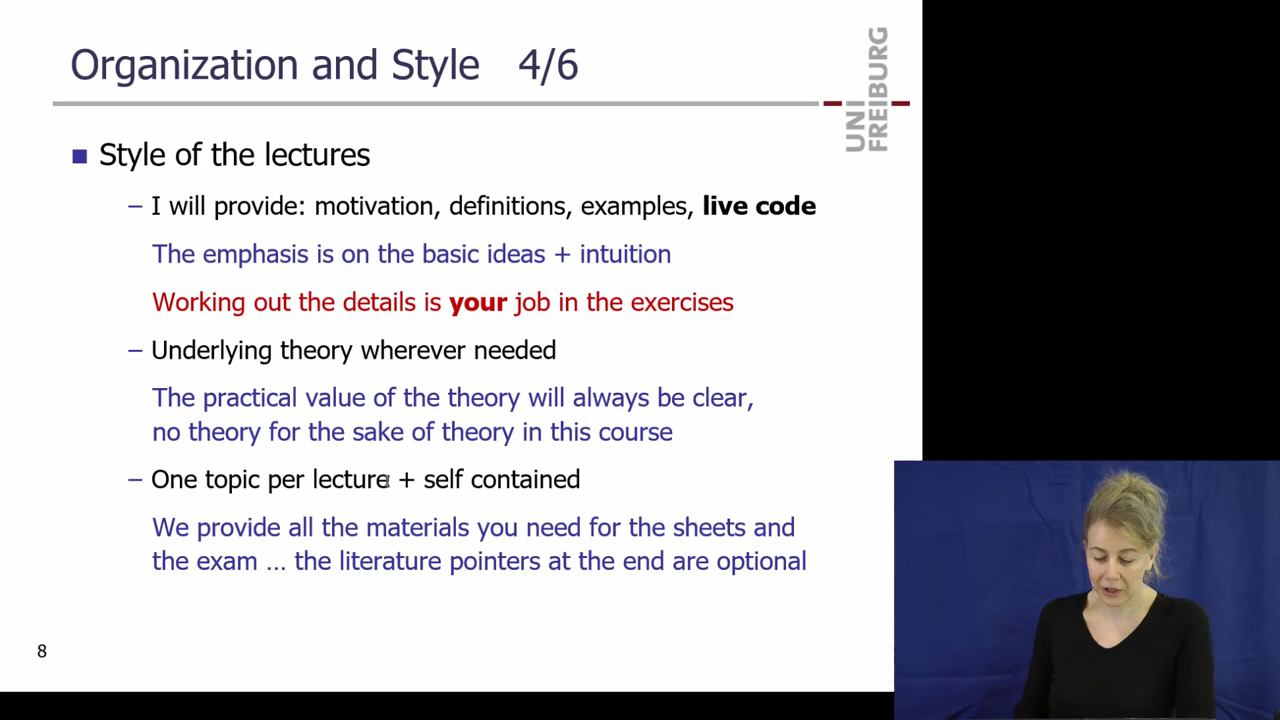 Organization and Style 4/6
UNI
FREIBURG
Style of the lectures
– I will provide: motivation, definitions, examples, live code
The emphasis is on the basic ideas + intuition
Working out the details is your job in the exercises
– Underlying theory wherever needed
The practical value of the theory will always be clear,
no theory for the sake of theory in this course
– One topic per lecture + self contained
We provide all the materials you need for the sheets and
the exam ... the literature pointers at the end are optional
8